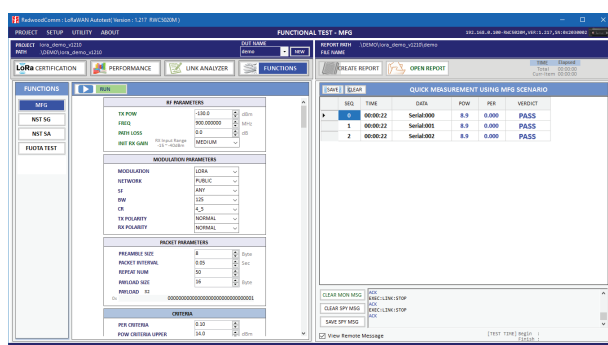 RedwoodComm : LoRaWAN Autotest( Version : 1.217 RWC5020M )
PROJECT SETUP UTILITY ABOUT
FUNCTIONAL TEST - MFG
PROJECT lora_demo_v1210
PATH \DEMO\lora_demo_v1210
DUT NAME
demo NEW
REPORT PATH .\DEMO\lora_demo_v1210\demo
FILE NAME
LoRa CERTIFICATION PERFORMANCE LINK ANALYZER FUNCTIONS
CREATE REPORT OPEN REPORT
TIME Elapsed
Total 00:00:00
Curr-Item 00:00:00
FUNCTIONS
MFG
NST SG
NST SA
FUOTA TEST
RUN
RF PARAMETERS
TX POW -130.0 dBm
FREQ 900.000000 MHz
PATH LOSS 0.0 dB
INIT RX GAIN MEDIUM
MODULATION PARAMETERS
MODULATION LORA
NETWORK PUBLIC
SF ANY
BW 125
CR 4_5
TX POLARITY NORMAL
RX POLARITY NORMAL
PACKET PARAMETERS
PREAMBLE SIZE 8 Byte
PACKET INTERVAL 0.05 Sec
REPEAT NUM 50
PAYLOAD SIZE 16 Byte
PAYLOAD 32
0x 00000000000000000000000000000001
CRITERIA
PER CRITERIA 0.10
POW CRITERIA UPPER 14.0 dBm
SAVE CLEAR QUICK MEASUREMENT USING MFG SCENARIO
SEQ TIME DATA POW PER VERDICT
0 00:00:22 Serial:000 8.9 0.000 PASS
1 00:00:22 Serial:001 8.9 0.000 PASS
2 00:00:22 Serial:002 8.9 0.000 PASS
CLEAR MON MSG
CLEAR SPY MSG
SAVE SPY MSG
ACK
EXEC:LINK:STOP
ACK
EXEC:LINK:STOP
ACK
View Remote Message
[TEST TIME] Begin :
Finish :